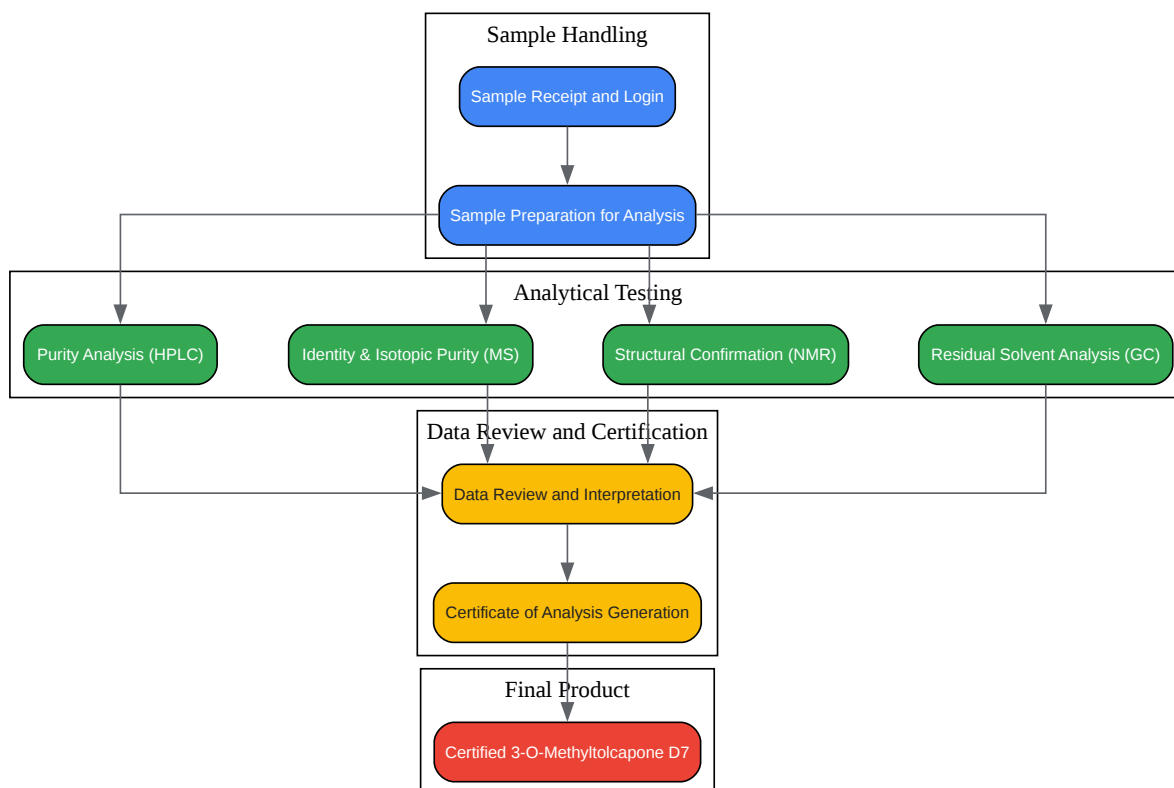 Sample Handling
Sample Receipt and Login
Sample Preparation for Analysis
Analytical Testing
Purity Analysis (HPLC)
Identity & Isotopic Purity (MS)
Structural Confirmation (NMR)
Residual Solvent Analysis (GC)
Data Review and Certification
Data Review and Interpretation
Certificate of Analysis Generation
Final Product
Certified 3-O-Methyltolcapone D7